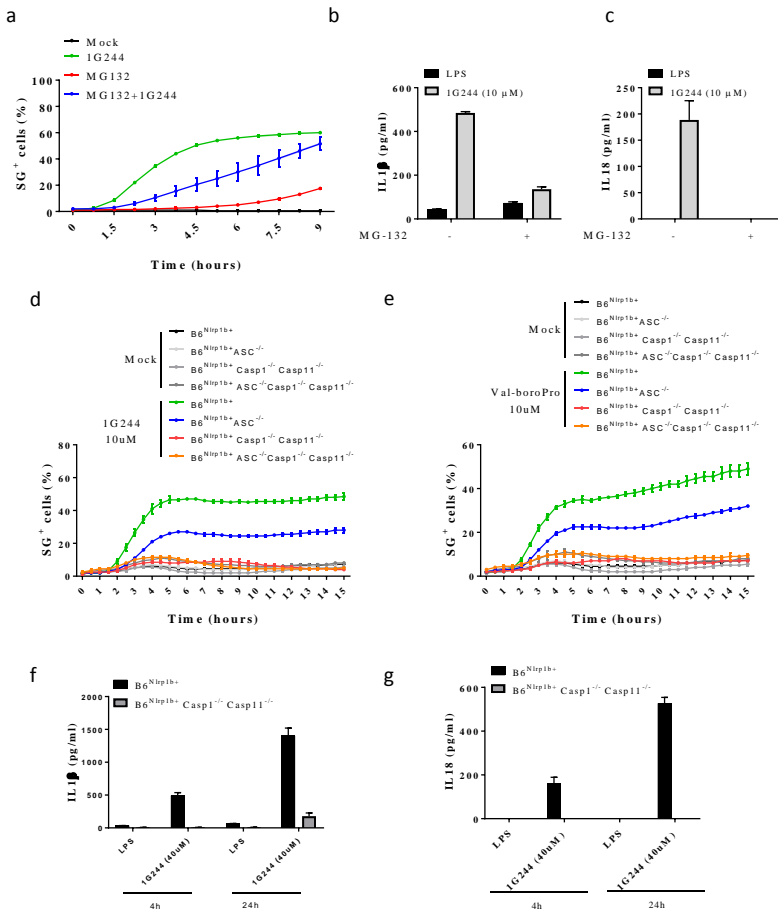 a
Mock
1G244
MG132
MG132+1G244
100
80
60
40
20
0
SG+ cells (%)
0 1.5 3 4.5 6 7.5 9
Time (hours)
b
LPS
1G244 (10 μM)
600
400
200
0
IL1β (pg/ml)
MG-132 - +
c
LPS
1G244 (10 μM)
250
200
150
100
50
0
IL18 (pg/ml)
MG-132 - +
d
Mock
B6Nlrp1b+
B6Nlrp1b+ASC-/-
B6Nlrp1b+ Casp1-/- Casp11-/-
B6Nlrp1b+ ASC-/-Casp1-/- Casp11-/-
1G244
10uM
B6Nlrp1b+
B6Nlrp1b+ASC-/-
B6Nlrp1b+ Casp1-/- Casp11-/-
B6Nlrp1b+ ASC-/-Casp1-/- Casp11-/-
80
60
40
20
0
SG+ cells (%)
0 1 2 3 4 5 6 7 8 9 10 11 12 13 14 15
Time (hours)
e
Mock
B6Nlrp1b+
B6Nlrp1b+ASC-/-
B6Nlrp1b+ Casp1-/- Casp11-/-
B6Nlrp1b+ ASC-/-Casp1-/- Casp11-/-
Val-boroPro
10uM
B6Nlrp1b+
B6Nlrp1b+ASC-/-
B6Nlrp1b+ Casp1-/- Casp11-/-
B6Nlrp1b+ ASC-/-Casp1-/- Casp11-/-
60
40
20
0
SG+ cells (%)
0 1 2 3 4 5 6 7 8 9 10 11 12 13 14 15
Time (hours)
f
B6Nlrp1b+
B6Nlrp1b+ Casp1-/- Casp11-/-
2000
1500
1000
500
0
IL1β (pg/ml)
LPS
1G244 (40uM)
LPS
1G244 (40uM)
4h
24h
g
B6Nlrp1b+
B6Nlrp1b+ Casp1-/- Casp11-/-
600
400
200
0
IL18 (pg/ml)
LPS
1G244 (40uM)
LPS
1G244 (40uM)
4h
24h